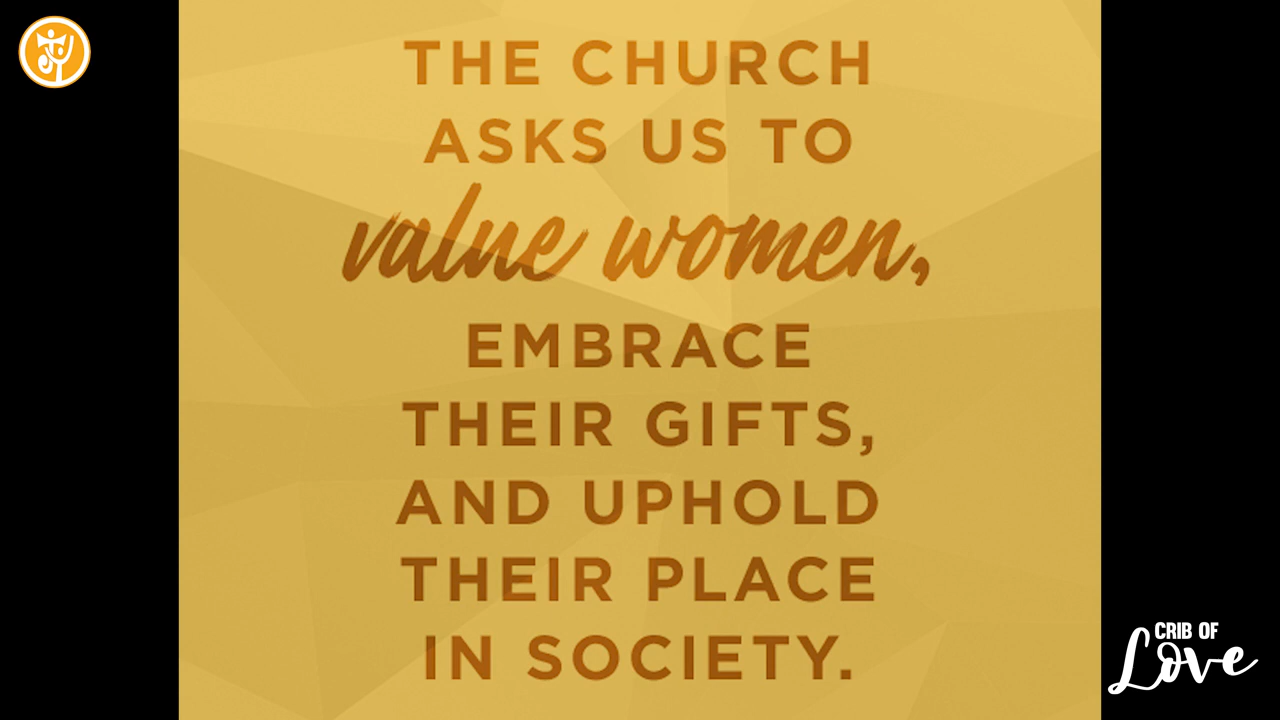 THE CHURCH
ASKS US TO
value women,
EMBRACE
THEIR GIFTS,
AND UPHOLD
THEIR PLACE
IN SOCIETY.
CRIB OF
Love